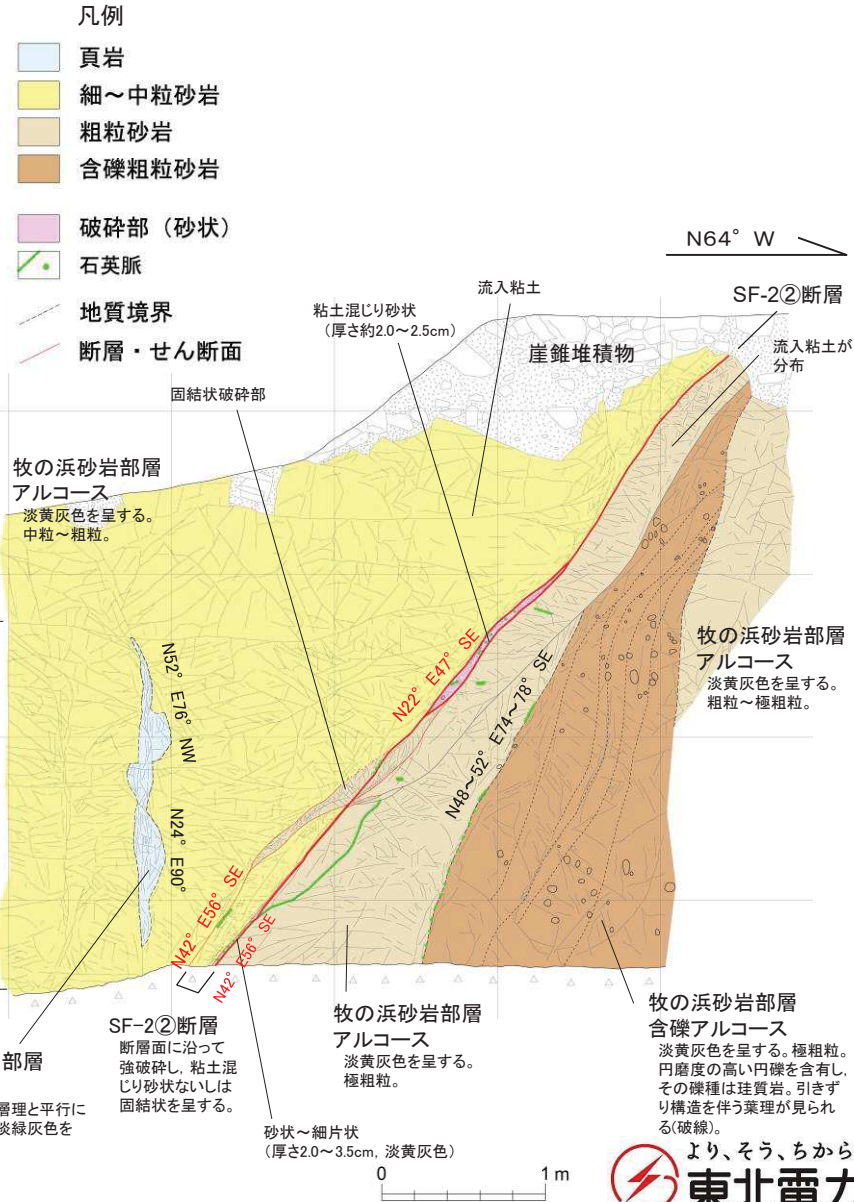 凡例
頁岩
細～中粒砂岩
粗粒砂岩
含礫粗粒砂岩
破砕部（砂状）
石英脈
地質境界
断層・せん断面
N64° W
流入粘土
SF-2②断層
粘土混じり砂状
（厚さ約2.0～2.5cm）
崖錐堆積物
流入粘土が
分布
固結状破砕部
牧の浜砂岩部層
アルコース
淡黄灰色を呈する。
中粒～粗粒。
N52° E76° NW
N24° E90°
N22° E47° SE
N48～52° E74～78° SE
牧の浜砂岩部層
アルコース
淡黄灰色を呈する。
粗粒～極粗粒。
N42° E56° SE
N42° E56° SE
部層
層理と平行に
淡緑灰色を
SF-2②断層
断層面に沿って
強破砕し，粘土混
じり砂状ないしは
固結状を呈する。
砂状～細片状
（厚さ2.0～3.5cm，淡黄灰色）
牧の浜砂岩部層
アルコース
淡黄灰色を呈する。
極粗粒。
牧の浜砂岩部層
含礫アルコース
淡黄灰色を呈する。極粗粒。
円磨度の高い円礫を含有し，
その礫種は珪質岩。引きず
り構造を伴う葉理が見られ
る(破線)。
0 1 m
より、そう、ちから
東北電力